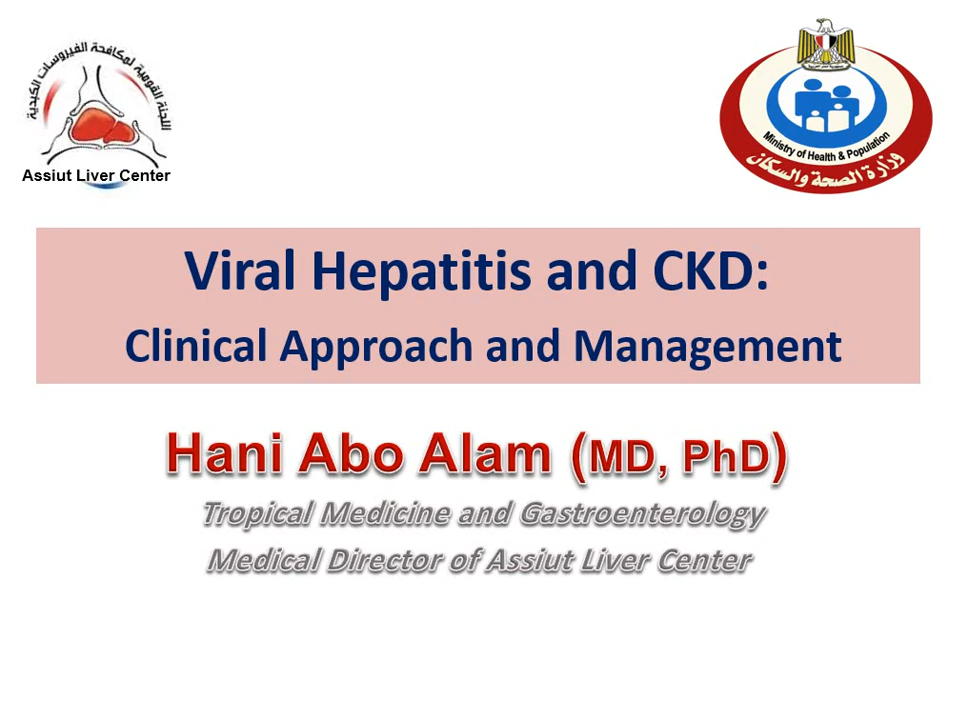 اللجنة القومية لمكافحة الفيروسات الكبدية
Assiut Liver Center
Ministry of Health & Population
وزارة الصحة والسكان
Viral Hepatitis and CKD:
Clinical Approach and Management
Hani Abo Alam (MD, PhD)
Tropical Medicine and Gastroenterology
Medical Director of Assiut Liver Center